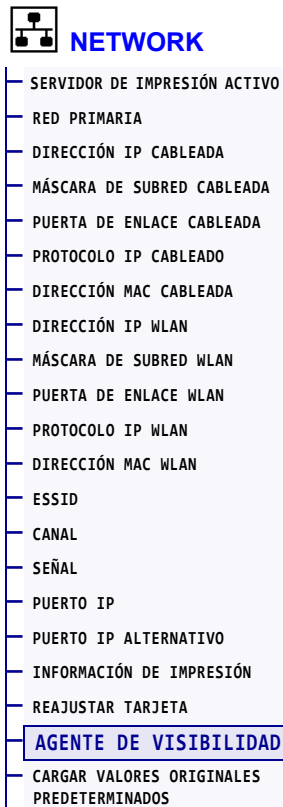 NETWORK
SERVIDOR DE IMPRESIÓN ACTIVO
RED PRIMARIA
DIRECCIÓN IP CABLEADA
MÁSCARA DE SUBRED CABLEADA
PUERTA DE ENLACE CABLEADA
PROTOCOLO IP CABLEADO
DIRECCIÓN MAC CABLEADA
DIRECCIÓN IP WLAN
MÁSCARA DE SUBRED WLAN
PUERTA DE ENLACE WLAN
PROTOCOLO IP WLAN
DIRECCIÓN MAC WLAN
ESSID
CANAL
SEÑAL
PUERTO IP
PUERTO IP ALTERNATIVO
INFORMACIÓN DE IMPRESIÓN
REAJUSTAR TARJETA
AGENTE DE VISIBILIDAD
CARGAR VALORES ORIGINALES
PREDETERMINADOS